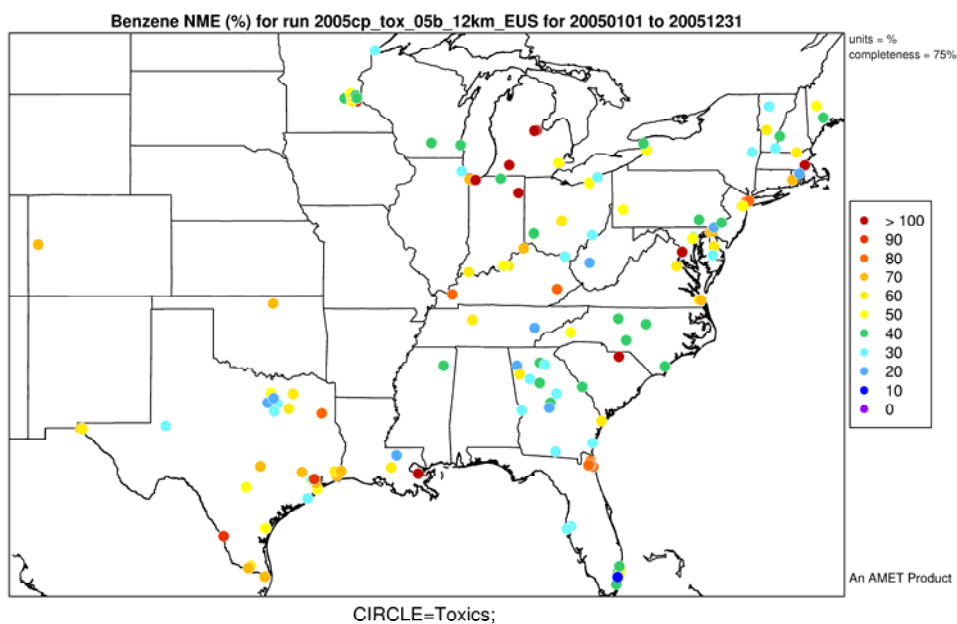 Benzene NME (%) for run 2005cp_tox_05b_12km_EUS for 20050101 to 20051231
units = %
completeness = 75%
> 100
90
80
70
60
50
40
30
20
10
0
An AMET Product
CIRCLE=Toxics;